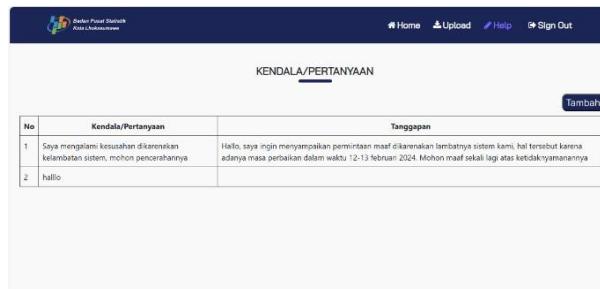 Badan Pusat Statistik
Kota Lhokseumawe
Home Upload Help Sign Out
KENDALA/PERTANYAAN
Tambah
No Kendala/Pertanyaan Tanggapan
1 Saya mengalami kesusahan dikarenakan kelambatan sistem, mohon pencerahannya
Hallo, saya ingin menyampaikan permintaan maaf dikarenakan lambatnya sistem kami, hal tersebut karena
adanya masa perbaikan dalam waktu 12-13 februari 2024. Mohon maaf sekali lagi atas ketidaknyamanannya
2 halllo